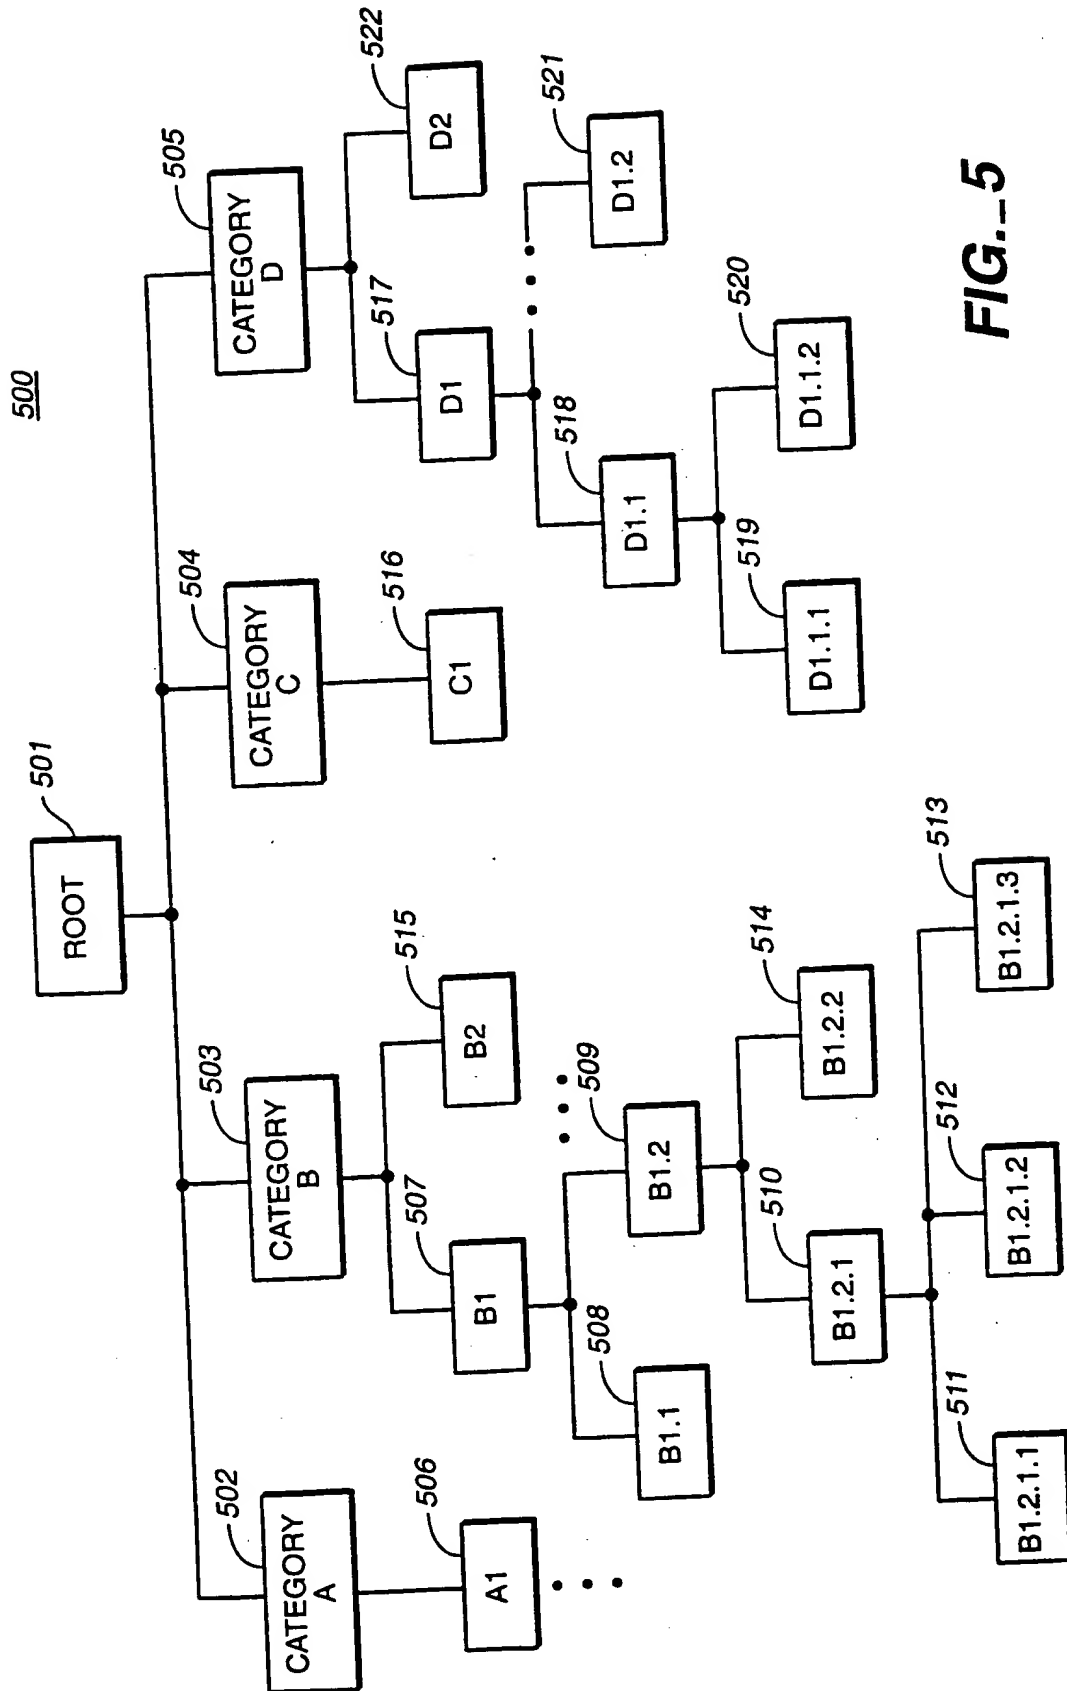 500
ROOT
501
CATEGORY
A
502
CATEGORY
B
503
CATEGORY
C
504
CATEGORY
D
505
A1
506
B1
507
B2
515
C1
516
D1
517
D2
522
B1.1
508
B1.2
509
D1.1
518
D1.2
521
B1.2.1
510
B1.2.2
514
D1.1.1
519
D1.1.2
520
B1.2.1.1
511
B1.2.1.2
512
B1.2.1.3
513
FIG._5